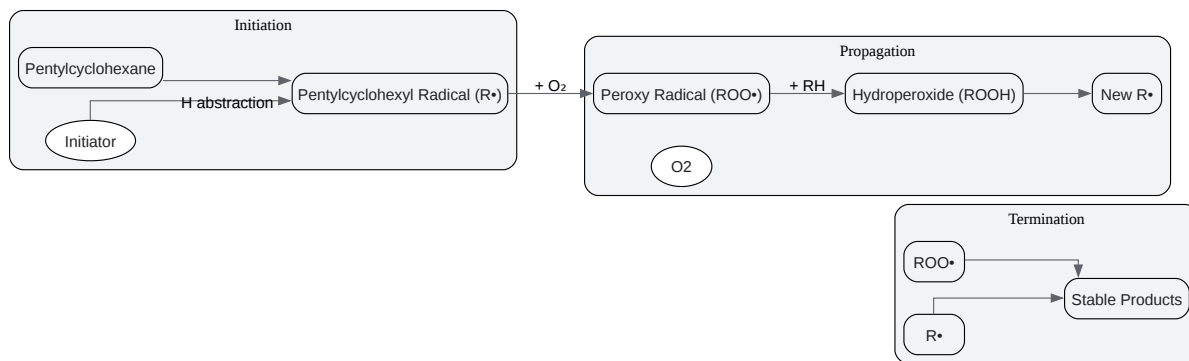 Initiation
Pentylcyclohexane
H abstraction
Initiator
Pentylcyclohexyl Radical (R•)
+ O₂
Propagation
Peroxy Radical (ROO•)
+ RH
Hydroperoxide (ROOH)
New R•
O2
Termination
ROO•
R•
Stable Products